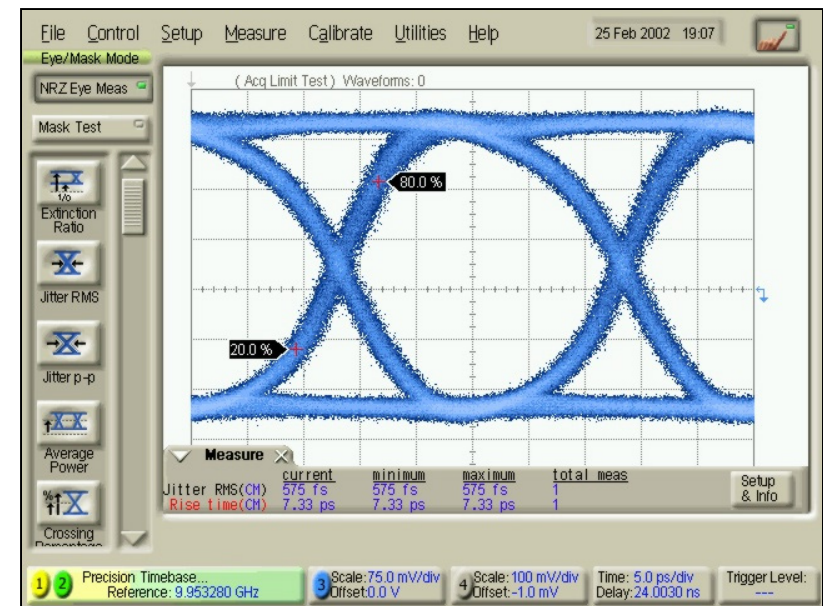 File Control Setup Measure Calibrate Utilities Help 25 Feb 2002 19:07
Eye/Mask Mode
NRZ Eye Meas
( Acq Limit Test ) Waveforms: 0
Mask Test
80.0 %
Extinction
Ratio
Jitter RMS
20.0 %
Jitter p-p
Average
Power
Measure
current minimum maximum total meas
Jitter RMS(CM) 575 fs 575 fs 575 fs 1
Rise time(CM) 7.33 ps 7.33 ps 7.33 ps 1
Setup
& Info
Crossing
1 2 Precision Timebase...
Reference: 9.953280 GHz
3 Scale:75.0 mV/div
Offset:0.0 V
4 Scale:100 mV/div
Offset:-1.0 mV
Time: 5.0 ps/div
Delay:24.0030 ns
Trigger Level:
---